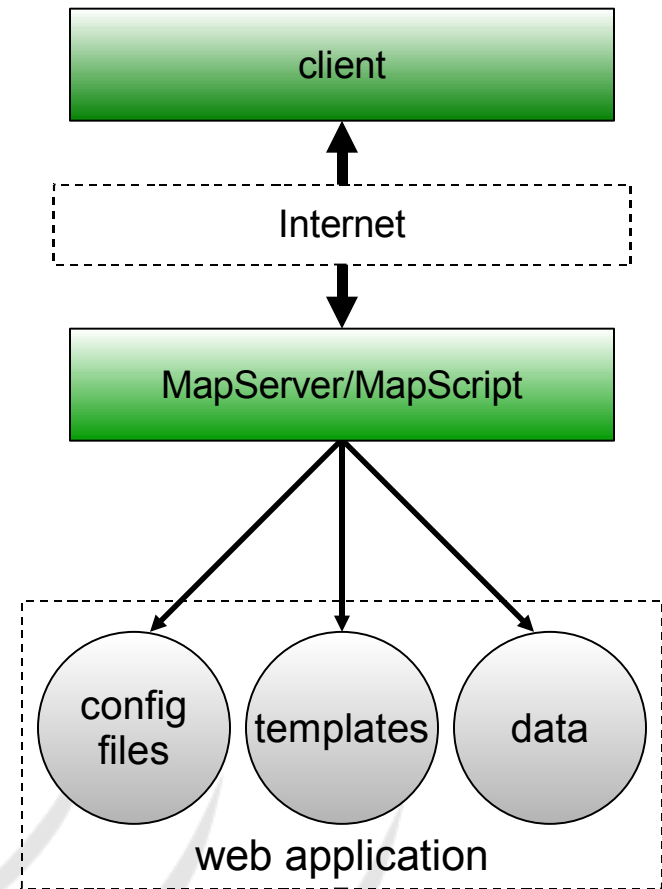 client
Internet
MapServer/MapScript
config
files
templates
data
web application